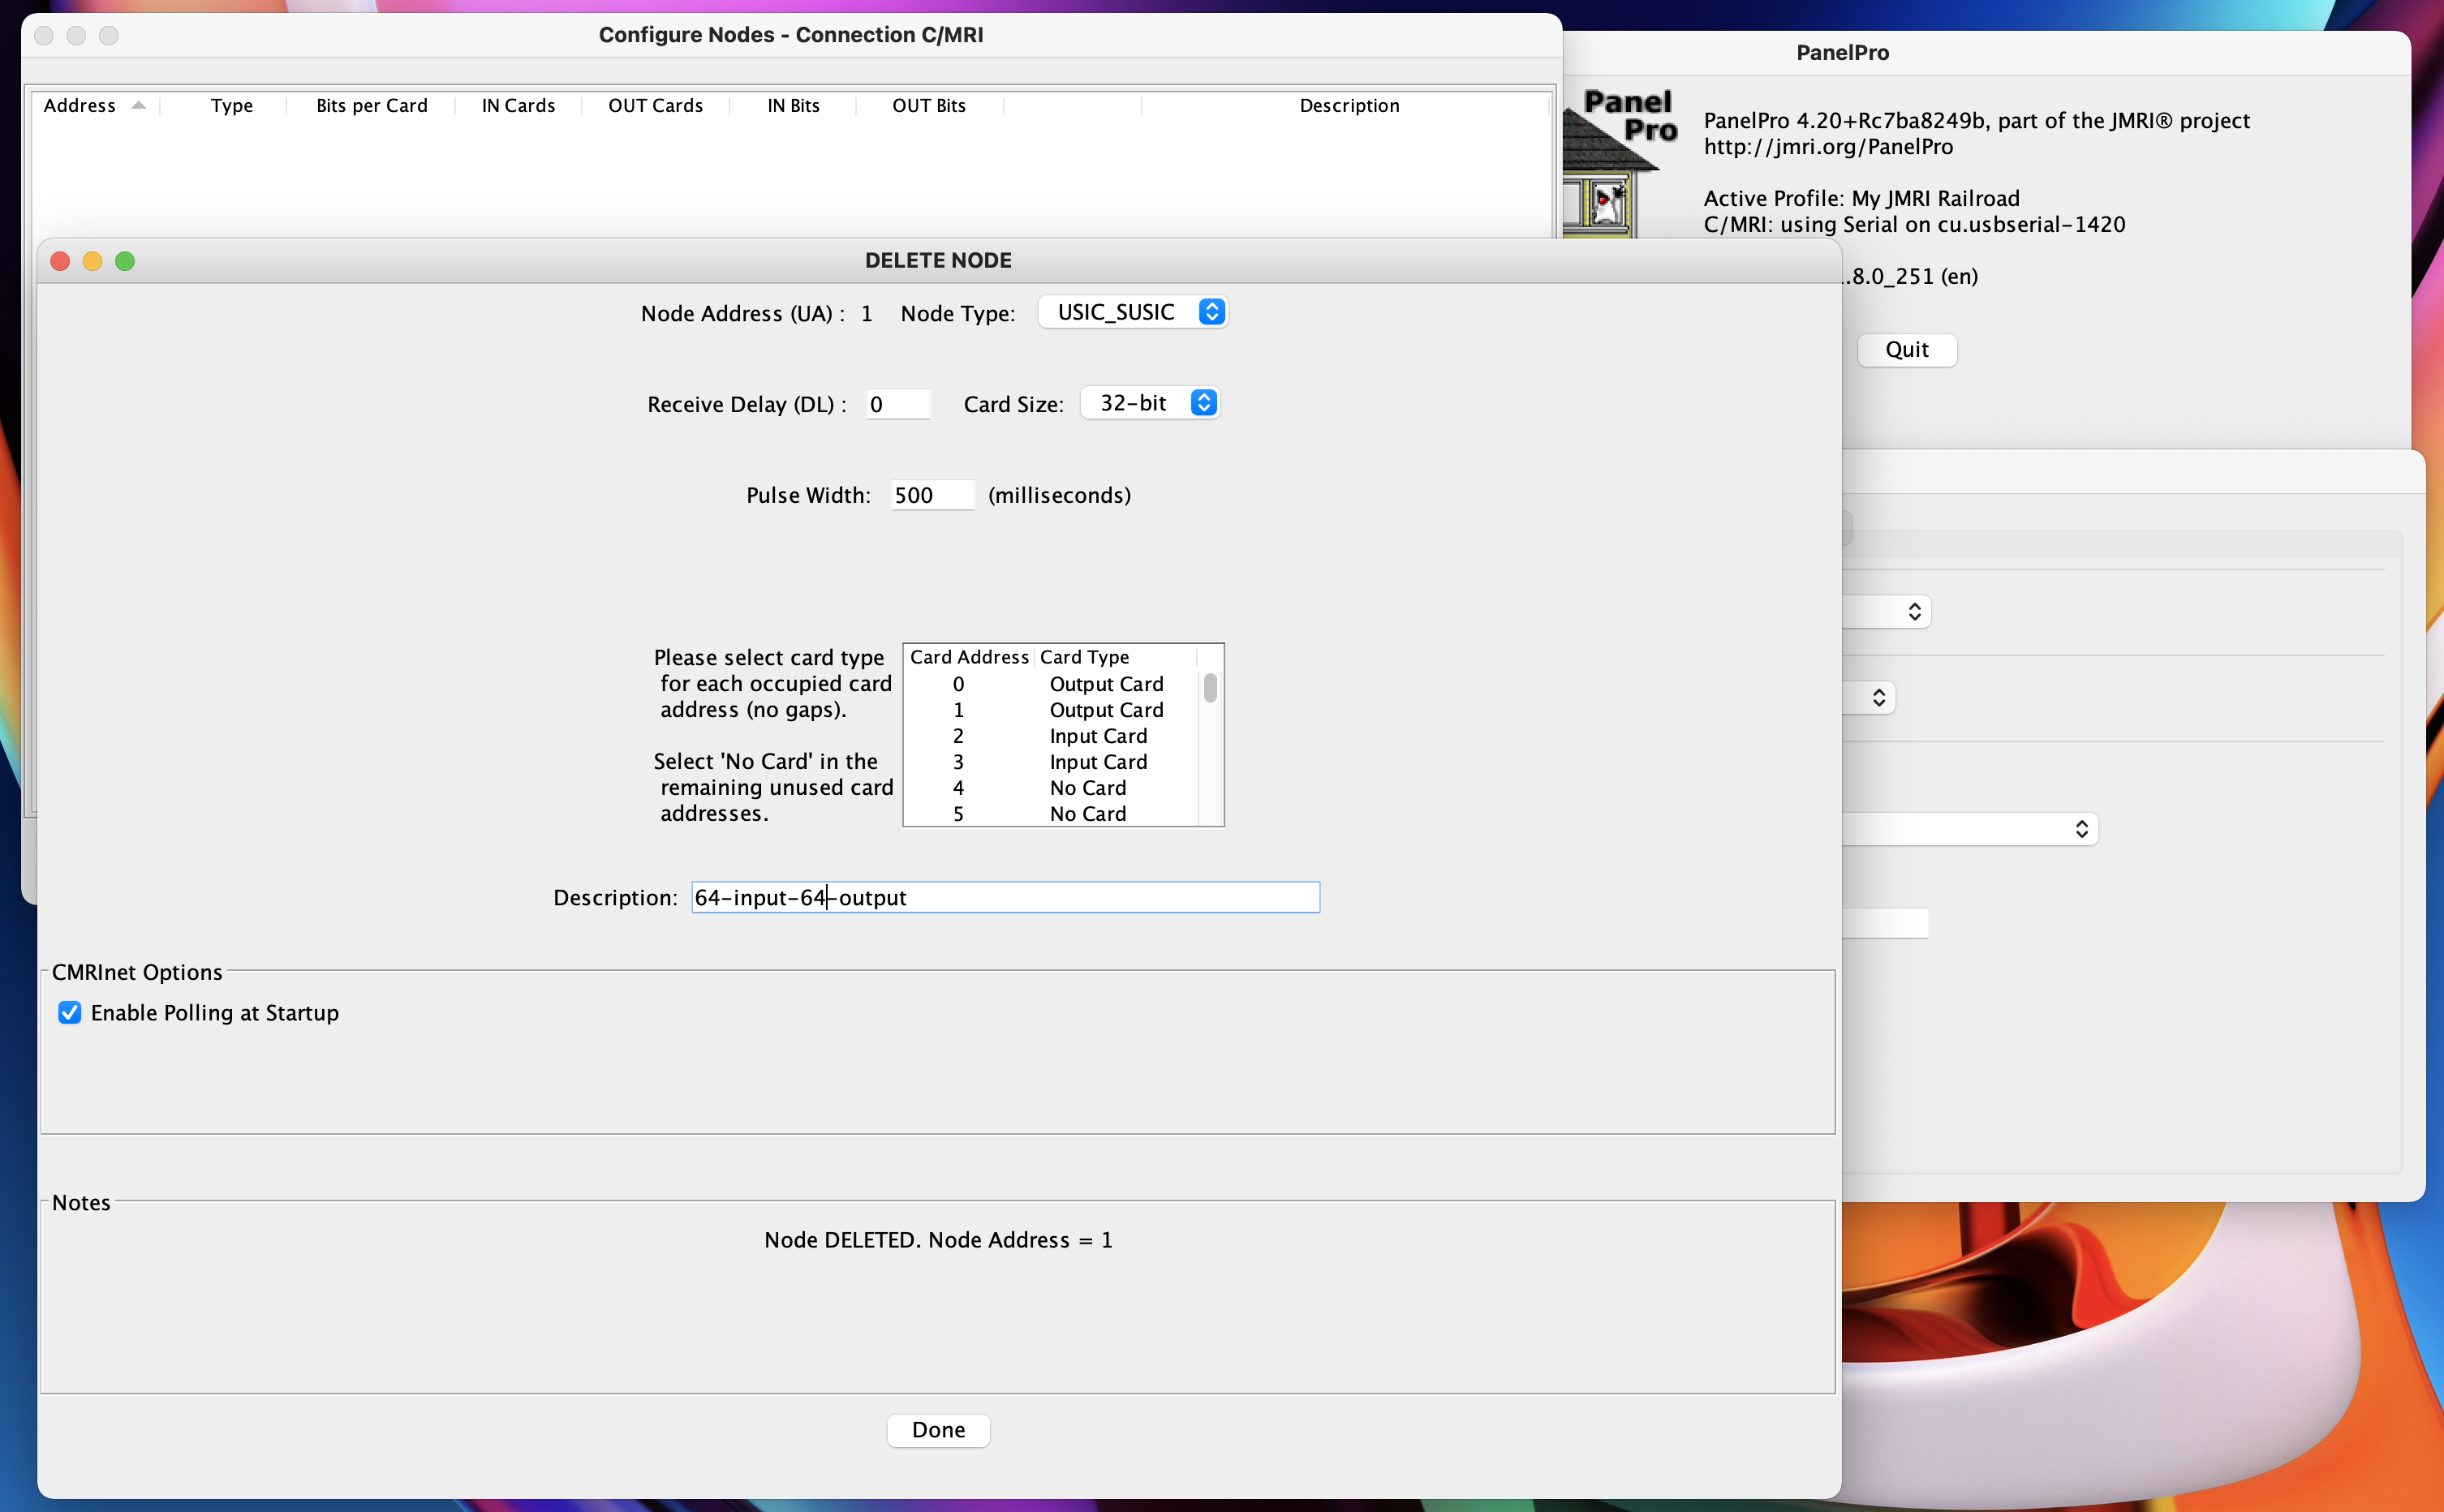 Configure Nodes - Connection C/MRI
Address Type Bits per Card IN Cards OUT Cards IN Bits OUT Bits Description
PanelPro
Panel
Pro
PanelPro 4.20+Rc7ba8249b, part of the JMRI® project
http://jmri.org/PanelPro
Active Profile: My JMRI Railroad
C/MRI: using Serial on cu.usbserial-1420
.8.0_251 (en)
Quit
DELETE NODE
Node Address (UA) : 1 Node Type: USIC_SUSIC
Receive Delay (DL) : 0 Card Size: 32-bit
Pulse Width: 500 (milliseconds)
Please select card type
for each occupied card
address (no gaps).
Select 'No Card' in the
remaining unused card
addresses.
Card Address Card Type
0 Output Card
1 Output Card
2 Input Card
3 Input Card
4 No Card
5 No Card
Description: 64-input-64-output
CMRInet Options
Enable Polling at Startup
Notes
Node DELETED. Node Address = 1
Done